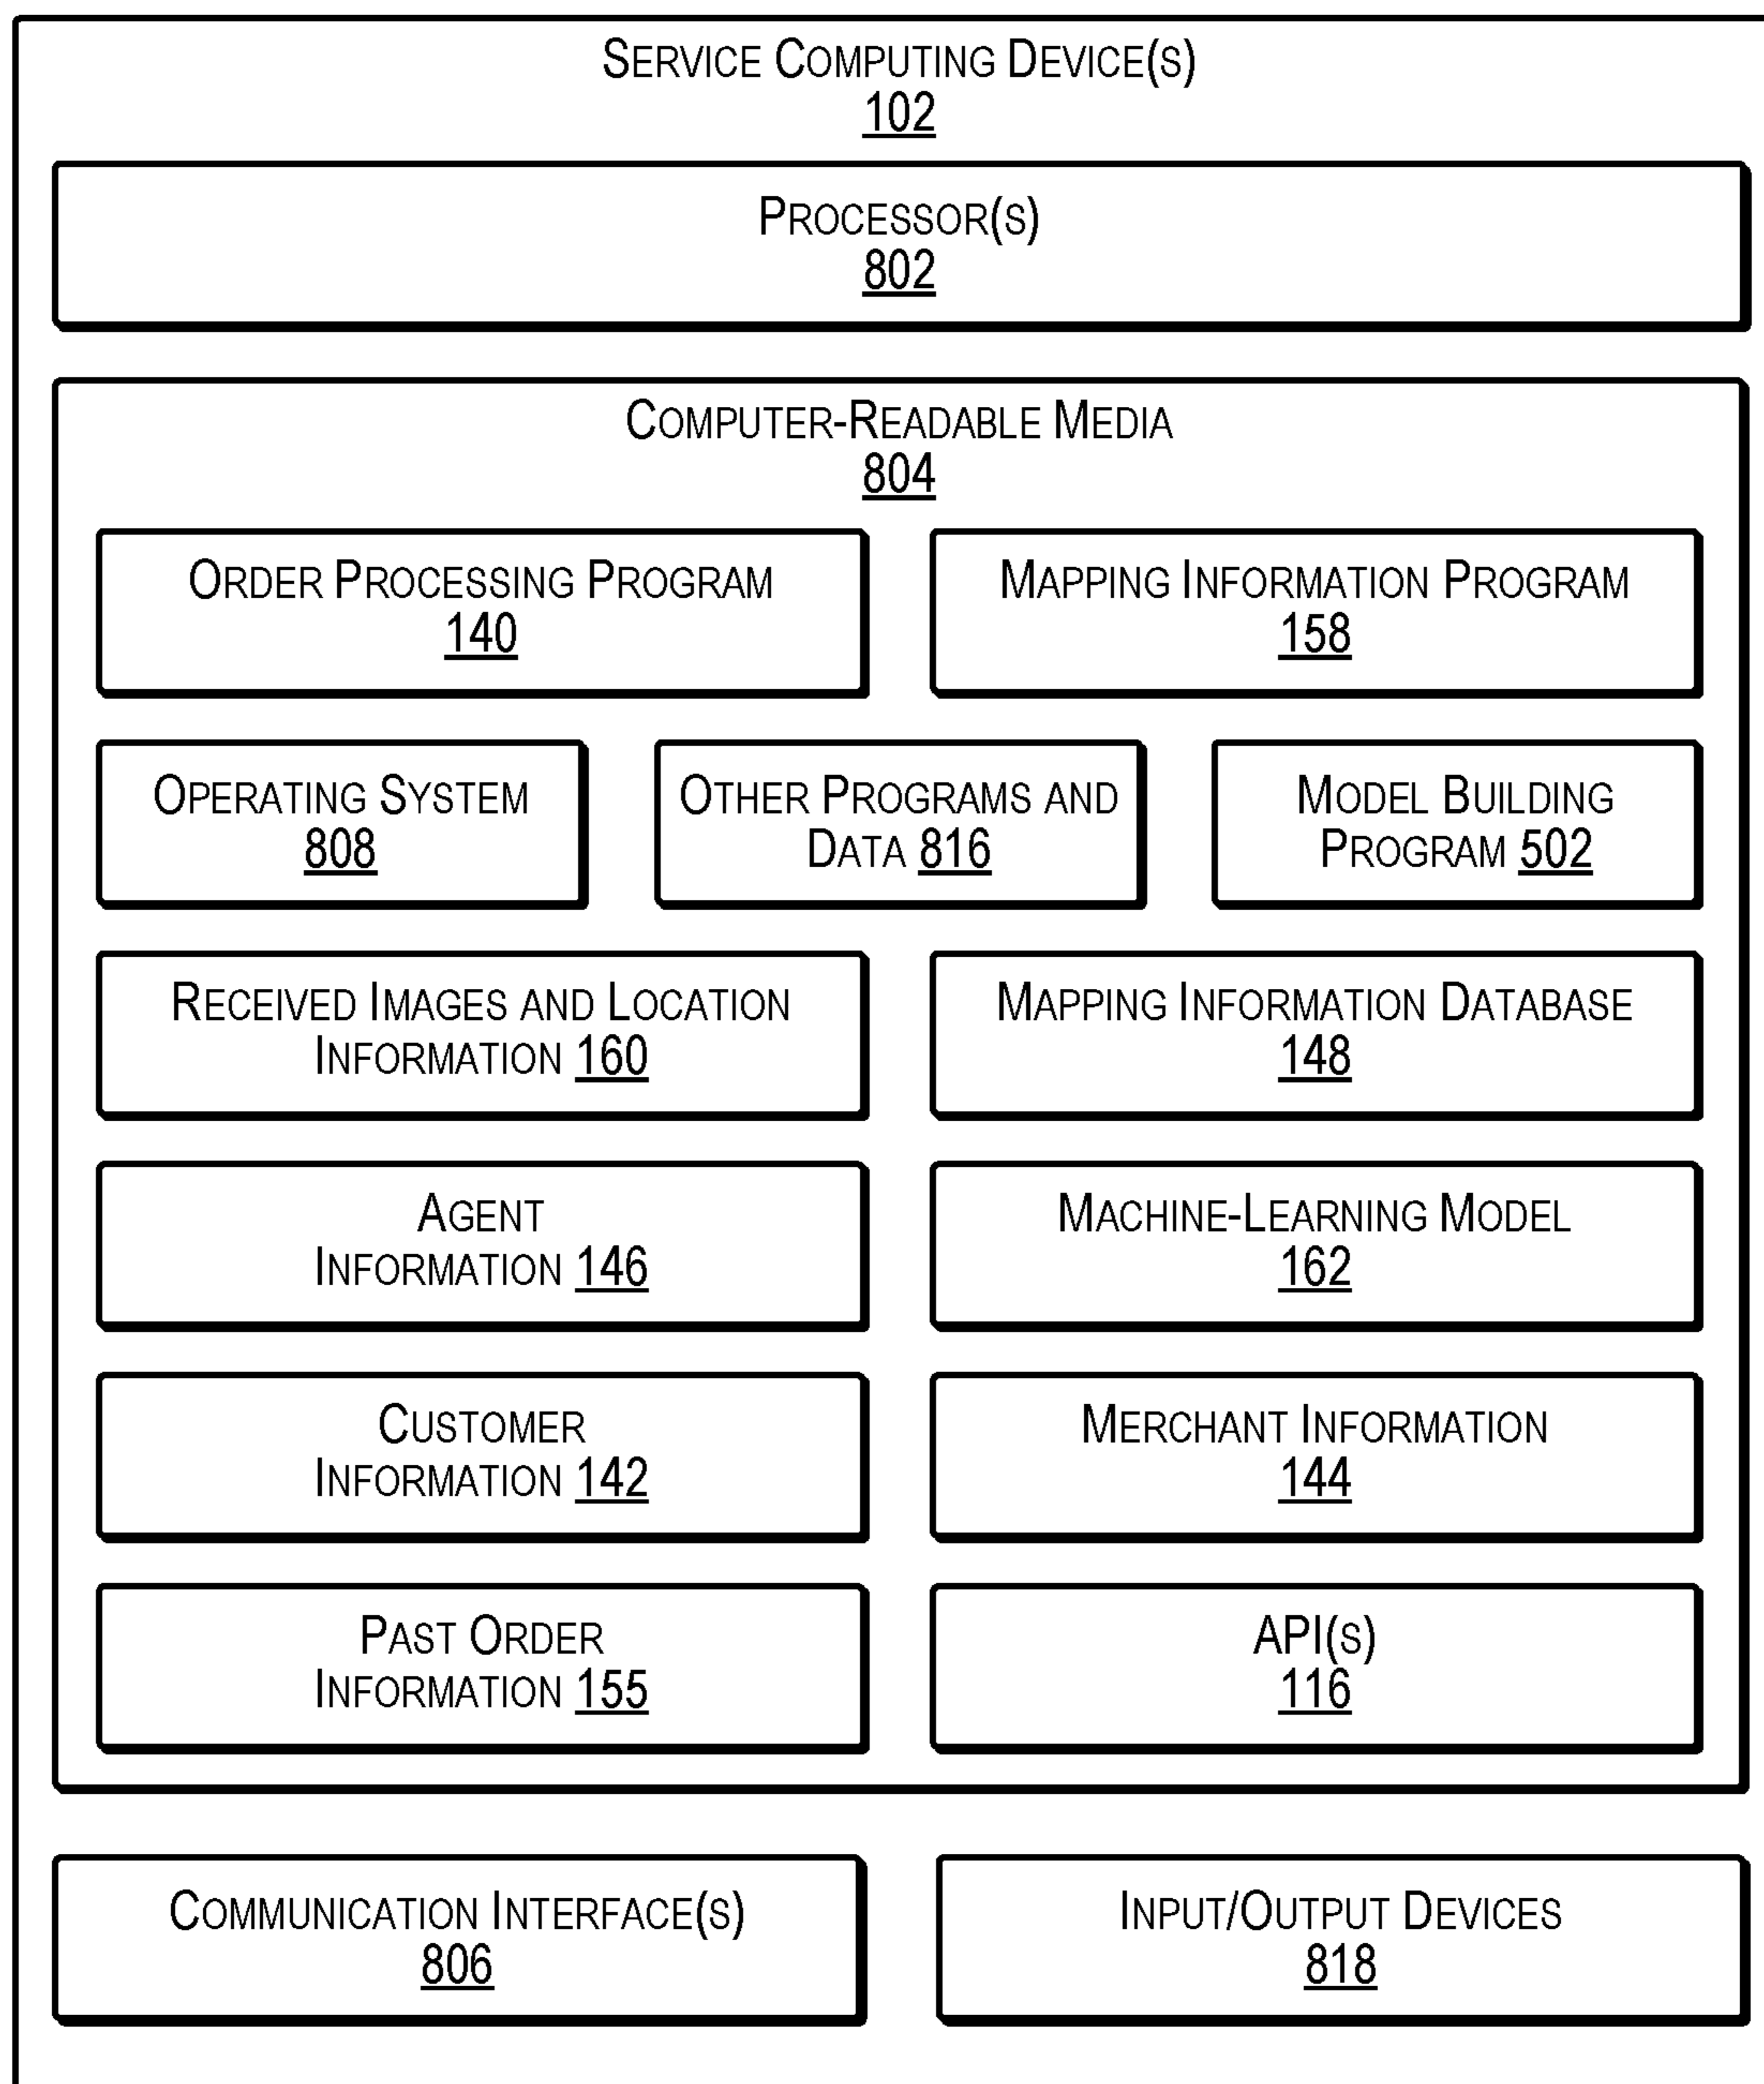 SERVICE COMPUTING DEVICE(S)
102
PROCESSOR(S)
802
COMPUTER-READABLE MEDIA
804
ORDER PROCESSING PROGRAM
140
MAPPING INFORMATION PROGRAM
158
OPERATING SYSTEM
808
OTHER PROGRAMS AND
DATA 816
MODEL BUILDING
PROGRAM 502
RECEIVED IMAGES AND LOCATION
INFORMATION 160
MAPPING INFORMATION DATABASE
148
AGENT
INFORMATION 146
MACHINE-LEARNING MODEL
162
CUSTOMER
INFORMATION 142
MERCHANT INFORMATION
144
PAST ORDER
INFORMATION 155
API(S)
116
COMMUNICATION INTERFACE(S)
806
INPUT/OUTPUT DEVICES
818